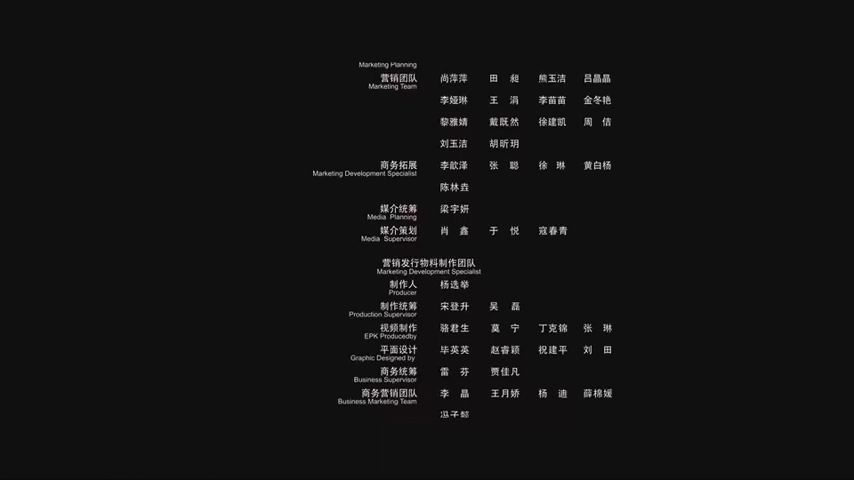 Marketing Planning
营销团队 尚萍萍 田 昶 熊玉洁 吕晶晶
Marketing Team
李娅琳 王 涓 李苗苗 金冬艳
黎雅婧 戴既然 徐建凯 周 佶
刘玉洁 胡昕玥
商务拓展 李歆泽 张 聪 徐 琳 黄白杨
Marketing Development Specialist
陈林垚
媒介统筹 梁宇妍
Media Planning
媒介策划 肖 鑫 于 悦 寇春青
Media Supervisor
营销发行物料制作团队
Marketing Development Specialist
制作人 杨选举
Producer
制作统筹 宋登升 吴 磊
Production Supervisor
视频制作 骆君生 莫 宁 丁克锦 张 琳
EPK Producedby
平面设计 毕英英 赵睿颖 祝建平 刘 田
Graphic Designed by
商务统筹 雷 芬 贾佳凡
Business Supervisor
商务营销团队 李 晶 王月娇 杨 迪 薛棉媛
Business Marketing Team
冯子懿